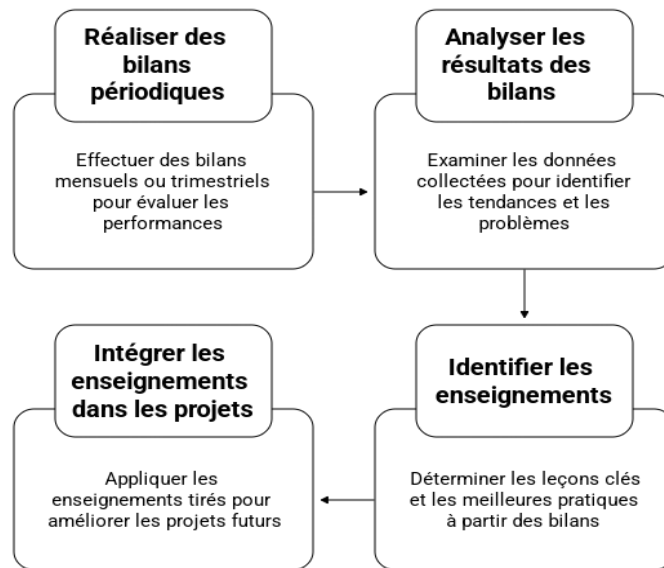 Réaliser des
bilans
périodiques
Effectuer des bilans
mensuels ou trimestriels
pour évaluer les
performances
Analyser les
résultats des
bilans
Examiner les données
collectées pour identifier
les tendances et les
problèmes
Identifier les
enseignements
Déterminer les leçons clés
et les meilleures pratiques
à partir des bilans
Intégrer les
enseignements
dans les projets
Appliquer les
enseignements tirés pour
améliorer les projets futurs